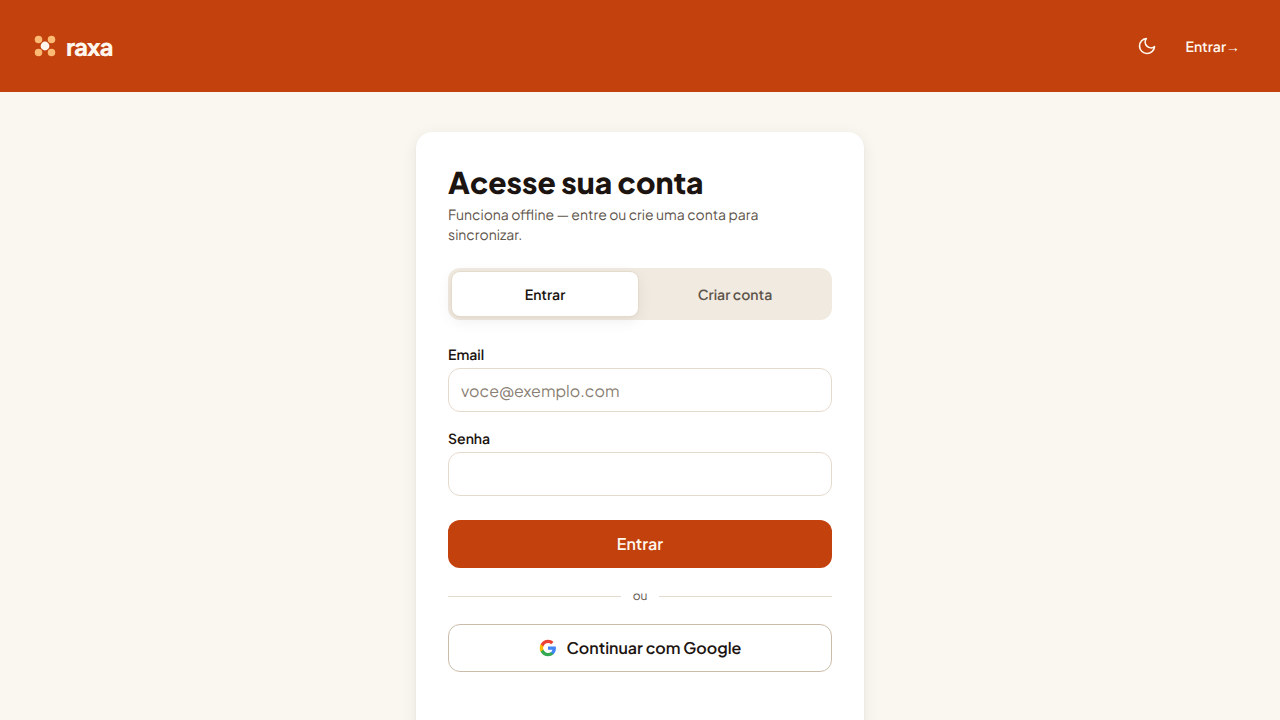 raxa
Entrar→
Acesse sua conta
Funciona offline — entre ou crie uma conta para
sincronizar.
Entrar
Criar conta
Email
voce@exemplo.com
Senha
Entrar
ou
Continuar com Google